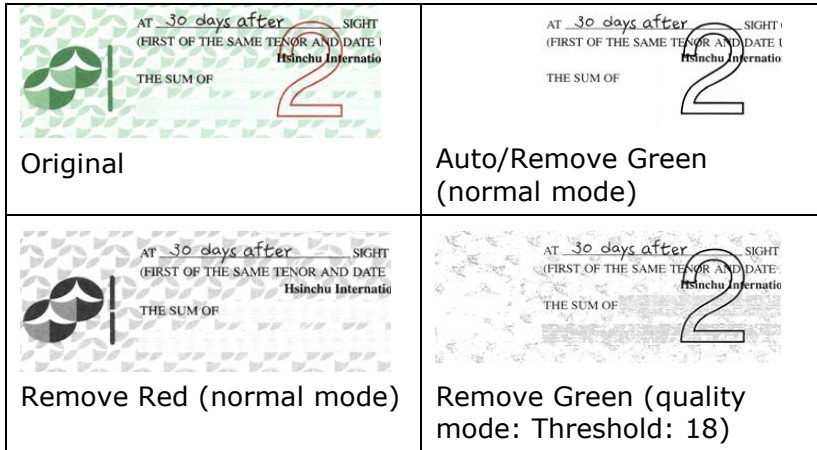 AT 30 days after SIGHT
(FIRST OF THE SAME TENOR AND DATE
Hsinchu Internatio
THE SUM OF
2
Original
AT 30 days after SIGHT
(FIRST OF THE SAME TENOR AND DATE
Hsinchu Internatio
THE SUM OF
2
Auto/Remove Green
(normal mode)
AT 30 days after SIGHT
(FIRST OF THE SAME TENOR AND DATE
Hsinchu Internatio
THE SUM OF
Remove Red (normal mode)
AT 30 days after SIGHT
(FIRST OF THE SAME TENOR AND DATE
Hsinchu Internatio
THE SUM OF
2
Remove Green (quality
mode: Threshold: 18)